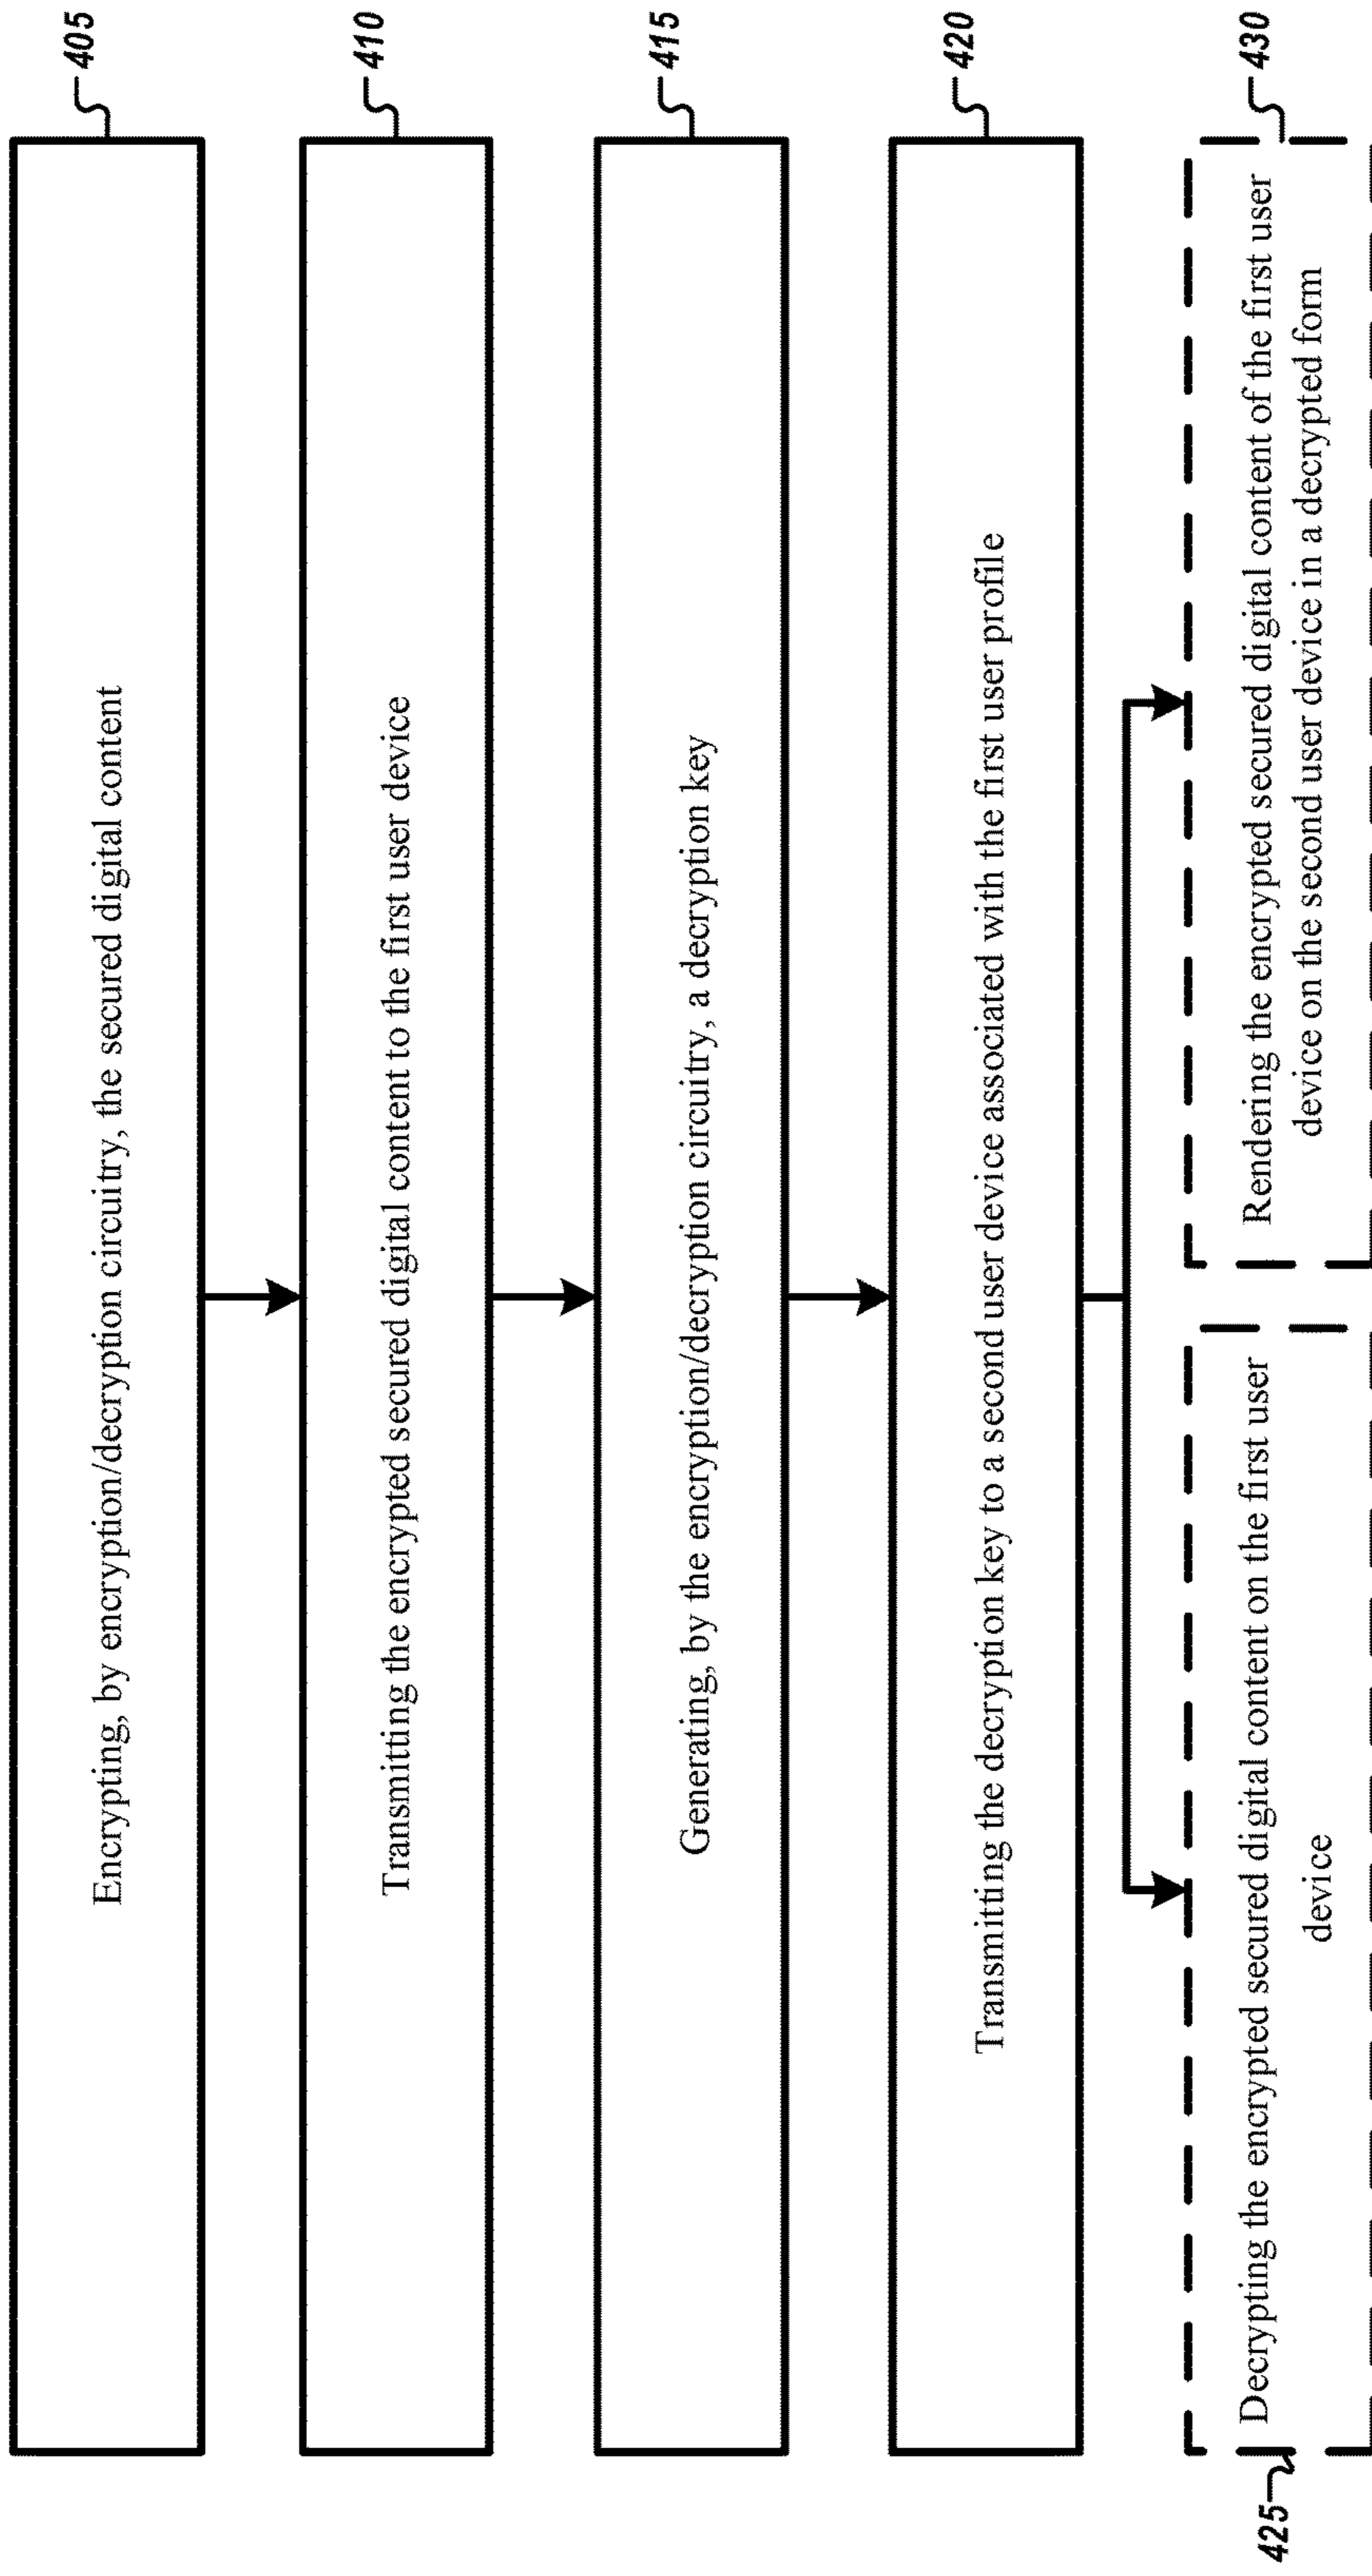 Encrypting, by encryption/decryption circuitry, the secured digital content
405
Transmitting the encrypted secured digital content to the first user device
410
Generating, by the encryption/decryption circuitry, a decryption key
415
Transmitting the decryption key to a second user device associated with the first user profile
420
425
Decrypting the encrypted secured digital content on the first user
device
Rendering the encrypted secured digital content of the first user
device on the second user device in a decrypted form
430